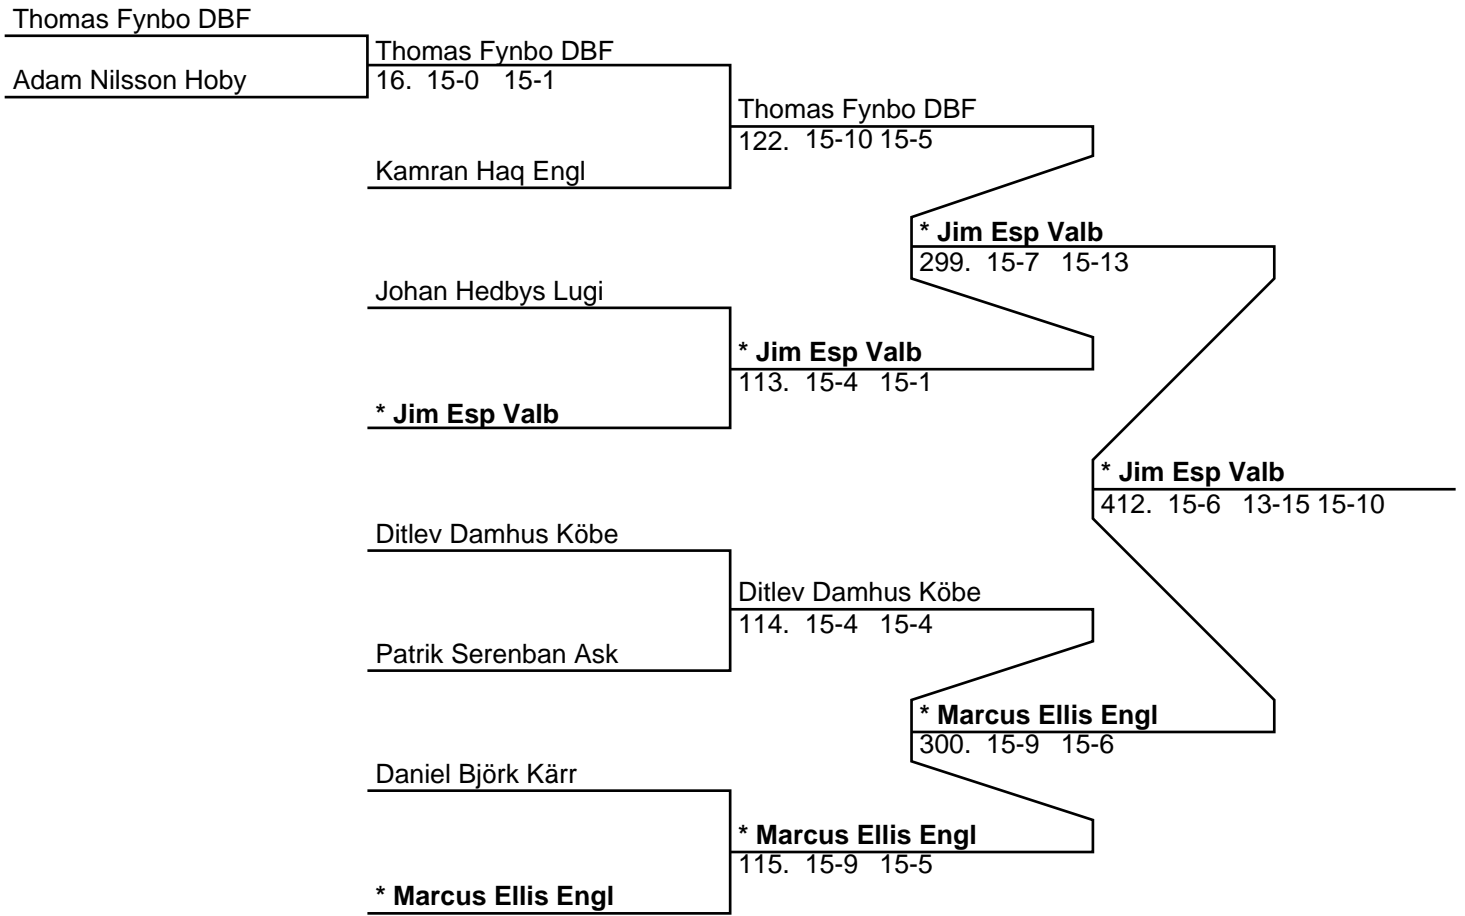 Thomas Fynbo DBF
Adam Nilsson Hoby
Thomas Fynbo DBF
16. 15-0 15-1
Kamran Haq Engl
Thomas Fynbo DBF
122. 15-10 15-5
Johan Hedbys Lugi
* Jim Esp Valb
* Jim Esp Valb
113. 15-4 15-1
* Jim Esp Valb
299. 15-7 15-13
Ditlev Damhus Köbe
Patrik Serenban Ask
Ditlev Damhus Köbe
114. 15-4 15-4
Daniel Björk Kärr
* Marcus Ellis Engl
* Marcus Ellis Engl
115. 15-9 15-5
* Marcus Ellis Engl
300. 15-9 15-6
* Jim Esp Valb
412. 15-6 13-15 15-10